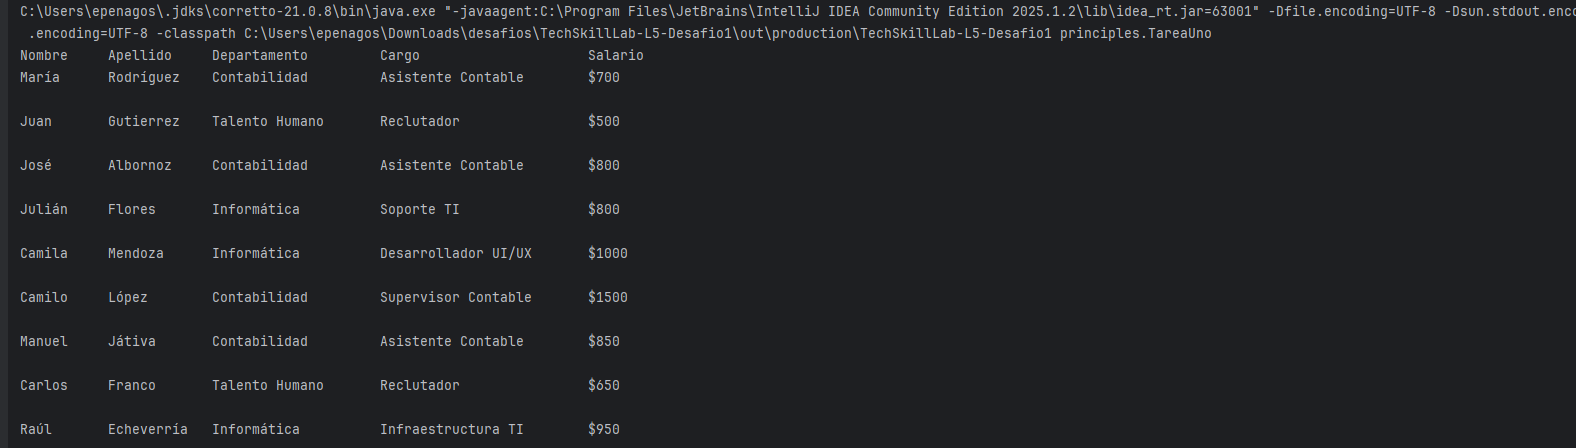 C:\Users\epenagos\.jdks\corretto-21.0.8\bin\java.exe "-javaagent:C:\Program Files\JetBrains\IntelliJ IDEA Community Edition 2025.1.2\lib\idea_rt.jar=63001" -Dfile.encoding=UTF-8 -Dsun.stdout.enc
.encoding=UTF-8 -classpath C:\Users\epenagos\Downloads\desafios\TechSkillLab-L5-Desafio1\out\production\TechSkillLab-L5-Desafio1 principles.TareaUno
Nombre Apellido Departamento Cargo Salario
María Rodríguez Contabilidad Asistente Contable $700
Juan Gutierrez Talento Humano Reclutador $500
José Albornoz Contabilidad Asistente Contable $800
Julián Flores Informática Soporte TI $800
Camila Mendoza Informática Desarrollador UI/UX $1000
Camilo López Contabilidad Supervisor Contable $1500
Manuel Játiva Contabilidad Asistente Contable $850
Carlos Franco Talento Humano Reclutador $650
Raúl Echeverría Informática Infraestructura TI $950